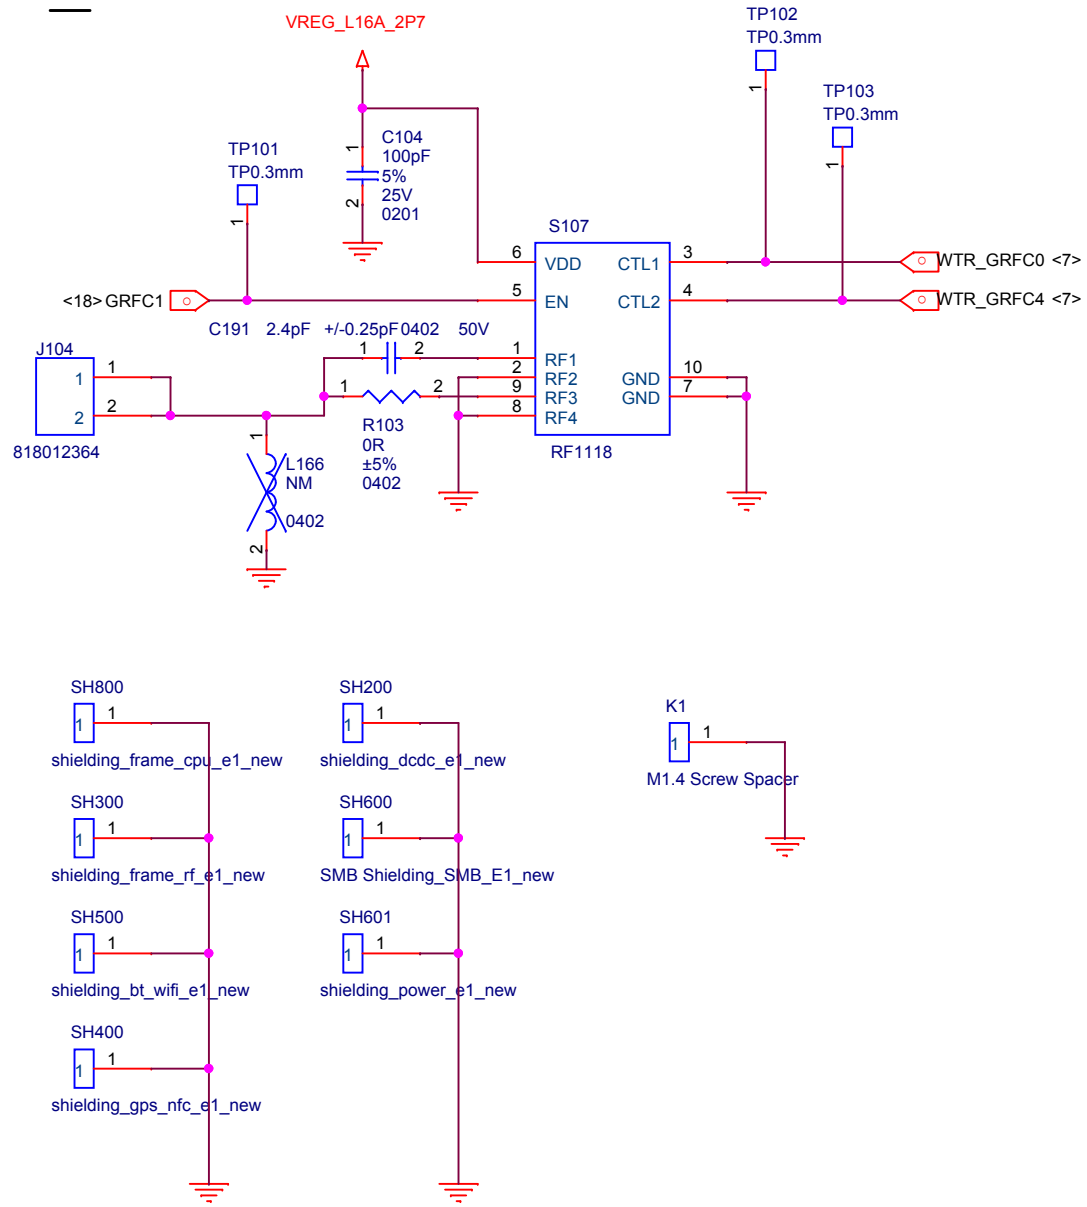 VREG_L16A_2P7
TP102
TP0.3mm
1
TP103
TP0.3mm
1
TP101
TP0.3mm
1
C104
100pF
5%
25V
0201
1
2
S107
6 VDD CTL1 3 WTR_GRFC0 <7>
<18> GRFC1 5 EN CTL2 4 WTR_GRFC4 <7>
C191 2.4pF +/-0.25pF 0402 50V
1 2 1 RF1
2 RF2 GND 10
1 2 9 RF3 GND 7
8 RF4
RF1118
J104
1 1
2 2
818012364
R103
0R
±5%
0402
1
L166
NM
0402
2
SH800
1 1
shielding_frame_cpu_e1_new
SH300
1 1
shielding_frame_rf_e1_new
SH500
1 1
shielding_bt_wifi_e1_new
SH400
1 1
shielding_gps_nfc_e1_new
SH200
1 1
shielding_dcdc_e1_new
SH600
1 1
SMB Shielding_SMB_E1_new
SH601
1 1
shielding_power_e1_new
K1
1 1
M1.4 Screw Spacer